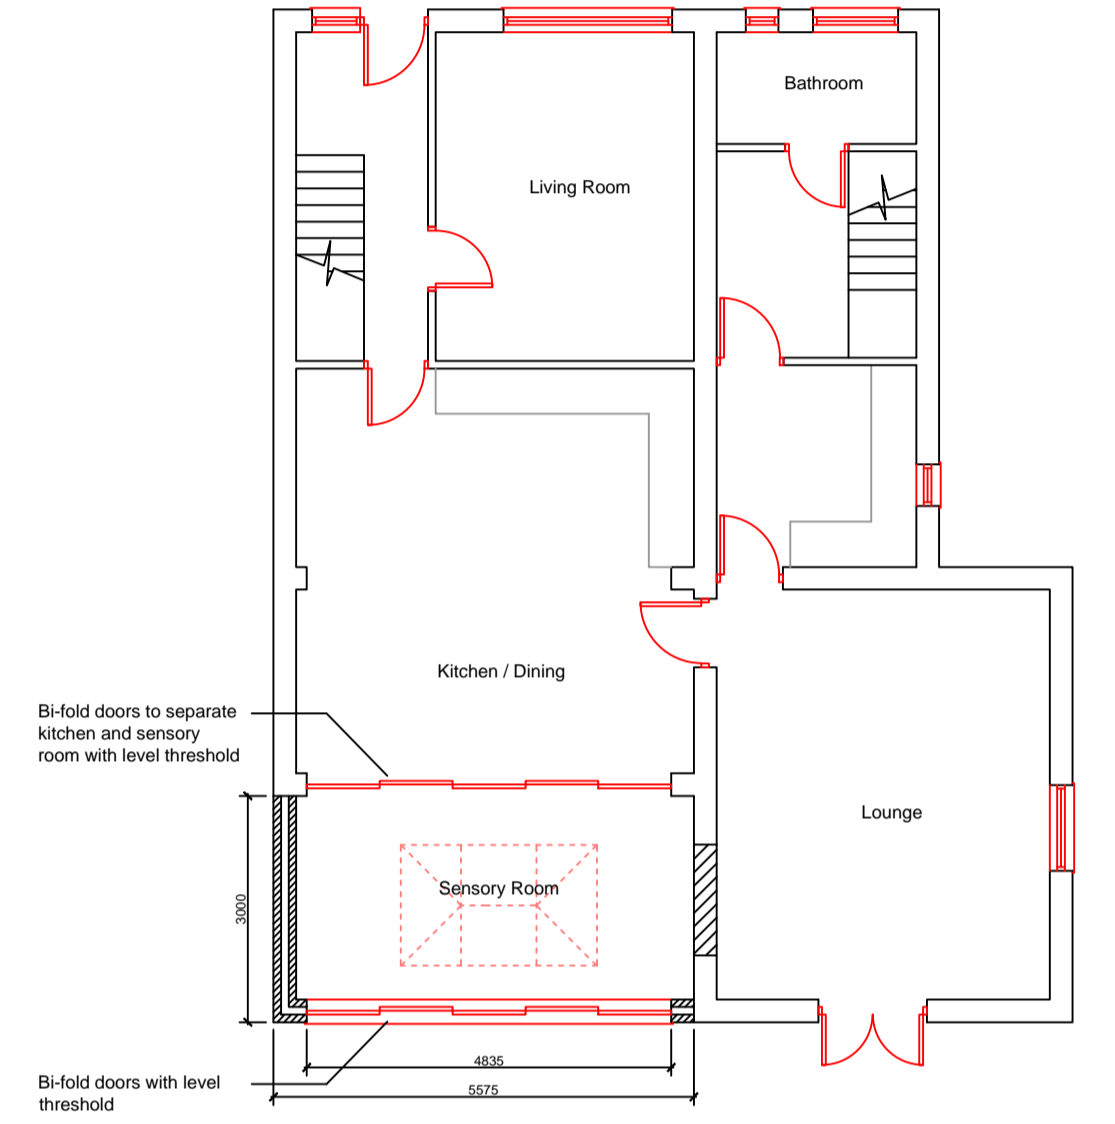 Bathroom
Living Room
Kitchen / Dining
Bi-fold doors to separate
kitchen and sensory
room with level threshold
Lounge
Sensory Room
3000
4835
5575
Bi-fold doors with level
threshold